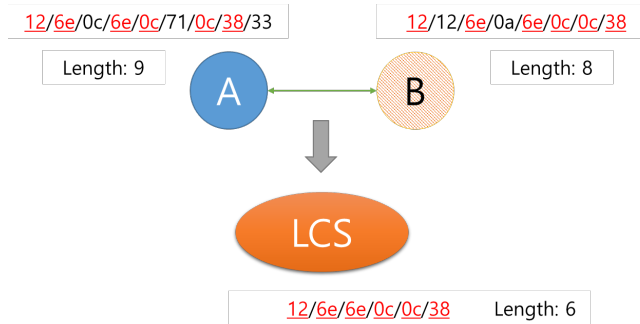 12/6e/0c/6e/0c/71/0c/38/33
12/12/6e/0a/6e/0c/0c/38
Length: 9
Length: 8
A
B
LCS
12/6e/6e/0c/0c/38 Length: 6